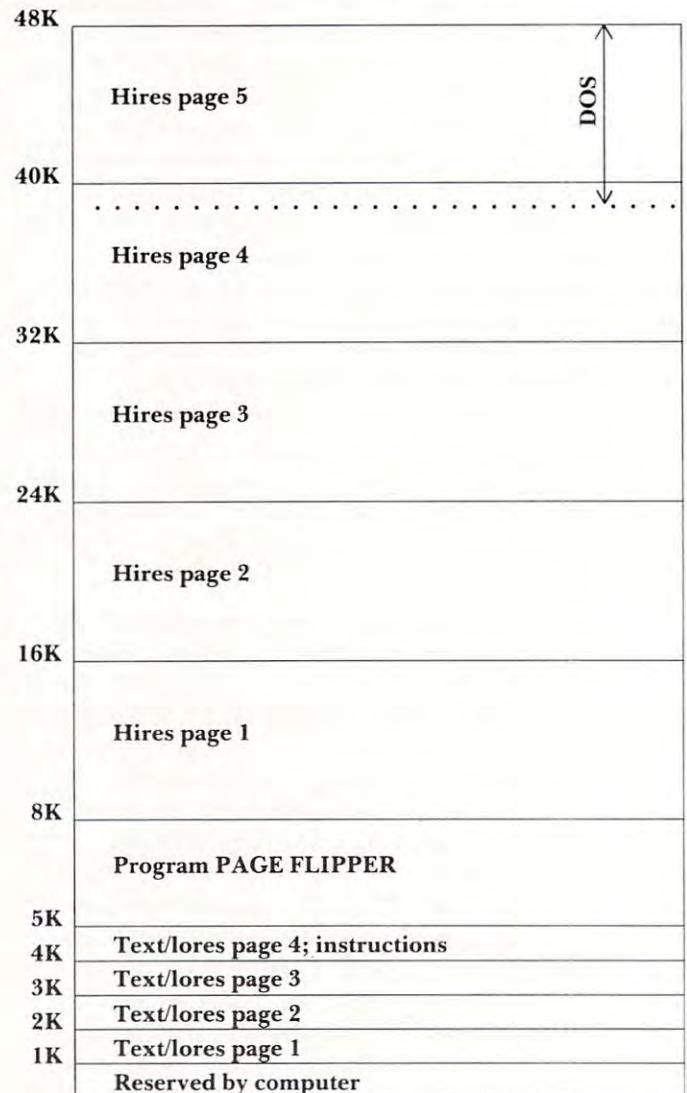 48K
Hires page 5
DOS
40K
Hires page 4
32K
Hires page 3
24K
Hires page 2
16K
Hires page 1
8K
Program PAGE FLIPPER
5K
Text/lores page 4; instructions
4K
Text/lores page 3
3K
Text/lores page 2
2K
Text/lores page 1
1K
Reserved by computer